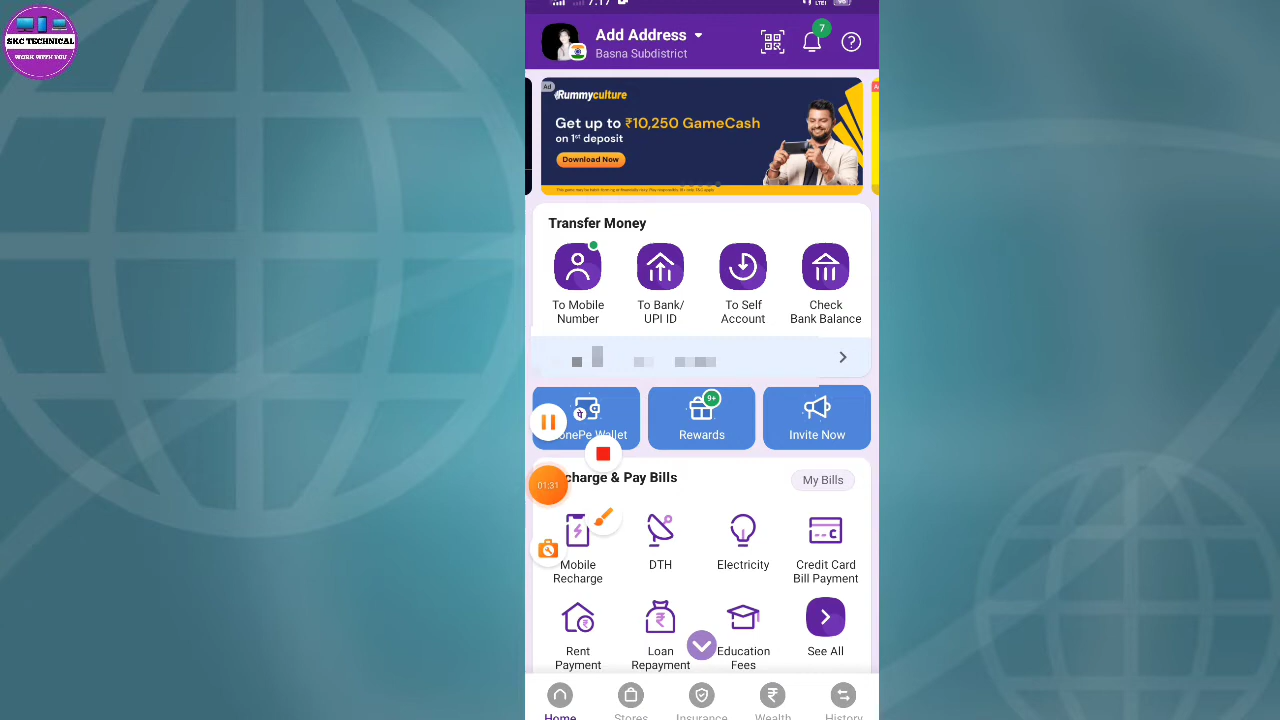 SKC TECHNICAL
WORK WITH YOU
7.17
Add Address
7
Basna Subdistrict
Ad
Rummyculture
Get up to ₹10,250 GameCash
on 1st deposit
Download Now
Transfer Money
To Mobile
Number
To Bank/
UPI ID
To Self
Account
Check
Bank Balance
पे
9+
onePe Wallet
Rewards
Invite Now
01:31
charge & Pay Bills
My Bills
Mobile
Recharge
DTH
Electricity
Credit Card
Bill Payment
Rent
Payment
Loan
Repayment
Education
Fees
See All
Home
Stores
Insurance
Wealth
History